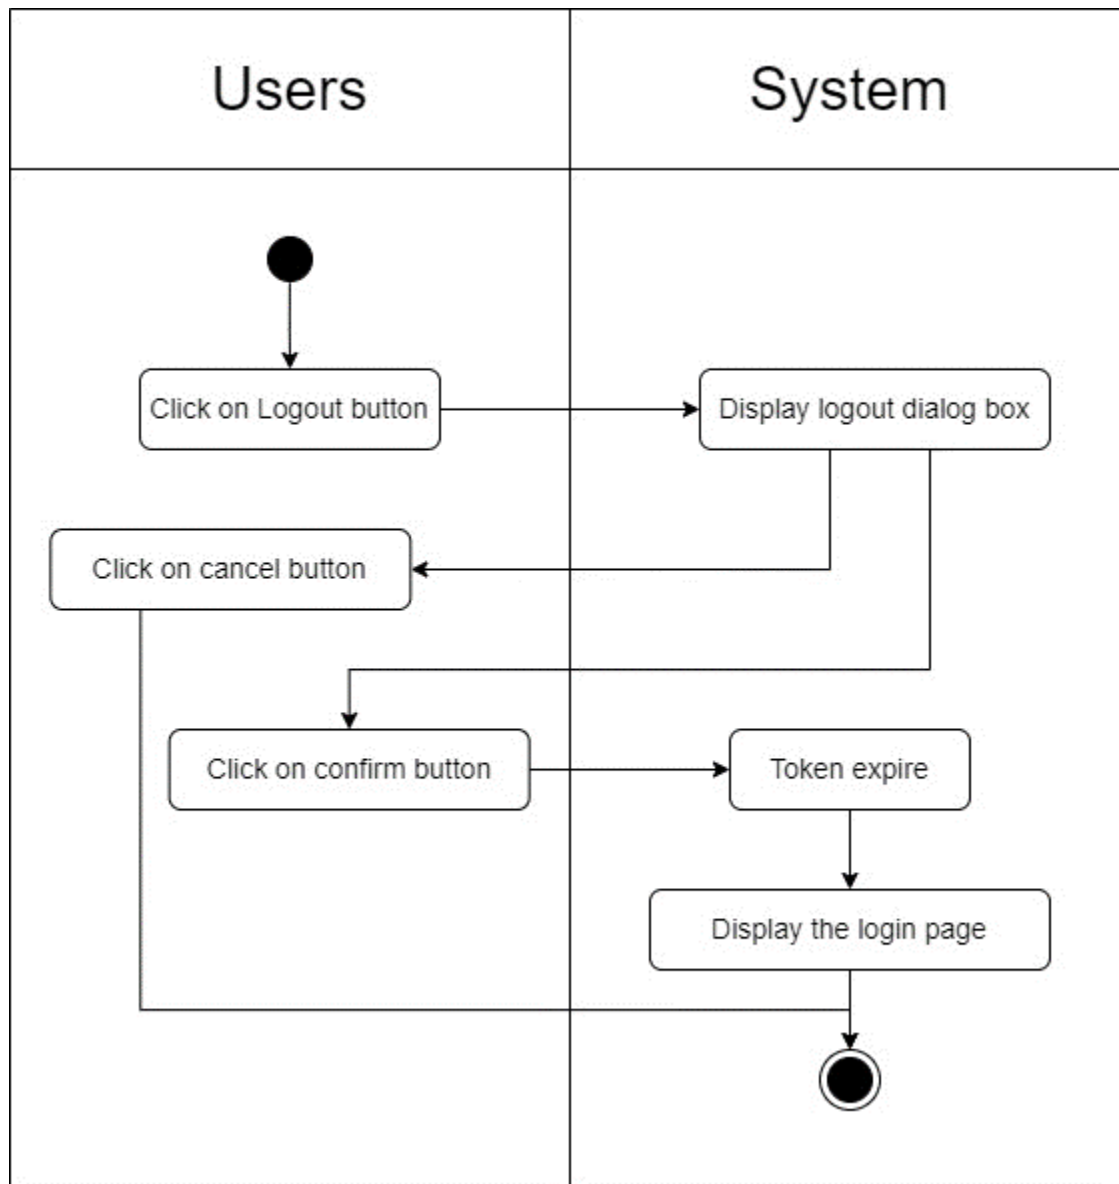 Users
System
Click on Logout button
Display logout dialog box
Click on cancel button
Click on confirm button
Token expire
Display the login page